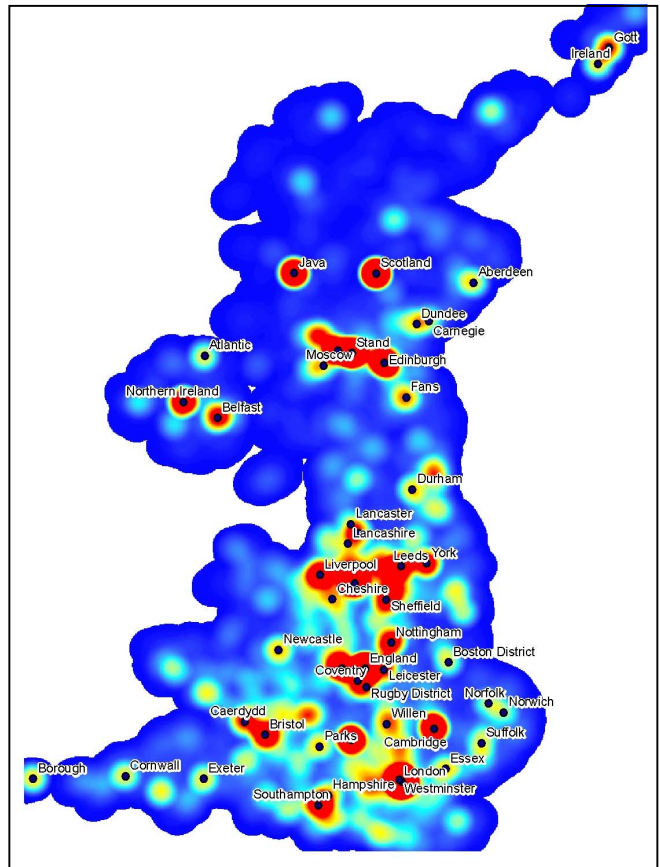 Gott
Ireland
Java
Scotland
Aberdeen
Dundee
Carnegie
Atlantic
Stand
Moscow
Edinburgh
Northern Ireland
Fans
Belfast
Durham
Lancaster
Lancashire
Liverpool
Leeds
York
Cheshire
Sheffield
Nottingham
Newcastle
England
Boston District
Coventry
Leicester
Rugby District
Norfolk
Norwich
Caerdydd
Willen
Bristol
Parks
Cambridge
Suffolk
Essex
Borough
Cornwall
Exeter
London
Hampshire
Westminster
Southampton